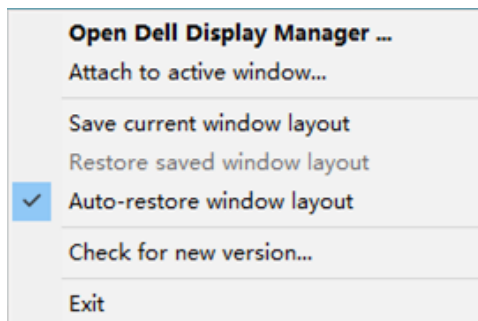 Open Dell Display Manager ...
Attach to active window...
Save current window layout
Restore saved window layout
Auto-restore window layout
Check for new version...
Exit